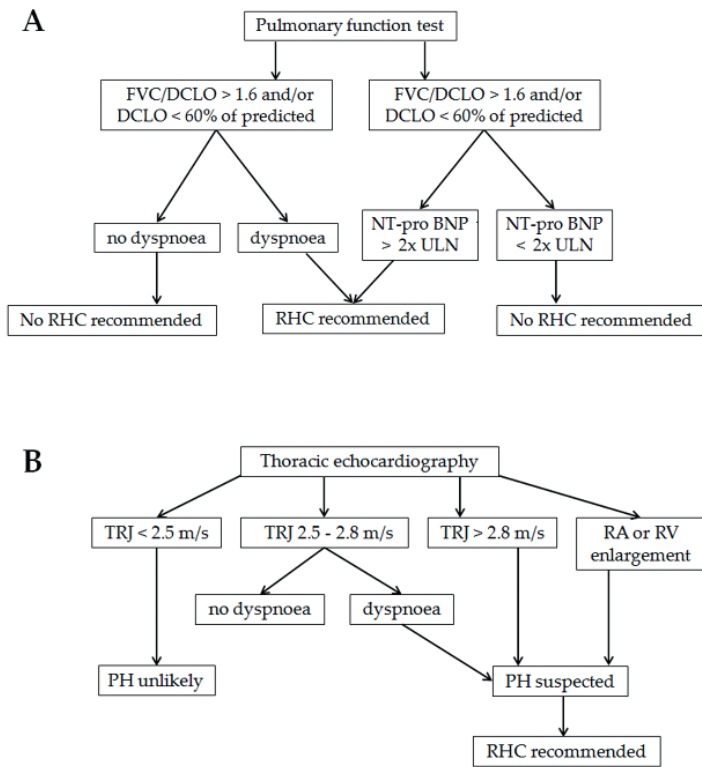 A
Pulmonary function test
FVC/DCLO > 1.6 and/or
DCLO < 60% of predicted
FVC/DCLO > 1.6 and/or
DCLO < 60% of predicted
no dyspnoea
dyspnoea
NT-pro BNP
> 2x ULN
NT-pro BNP
< 2x ULN
No RHC recommended
RHC recommended
No RHC recommended
B
Thoracic echocardiography
TRJ < 2.5 m/s
TRJ 2.5 - 2.8 m/s
TRJ > 2.8 m/s
RA or RV
enlargement
no dyspnoea
dyspnoea
PH unlikely
PH suspected
RHC recommended